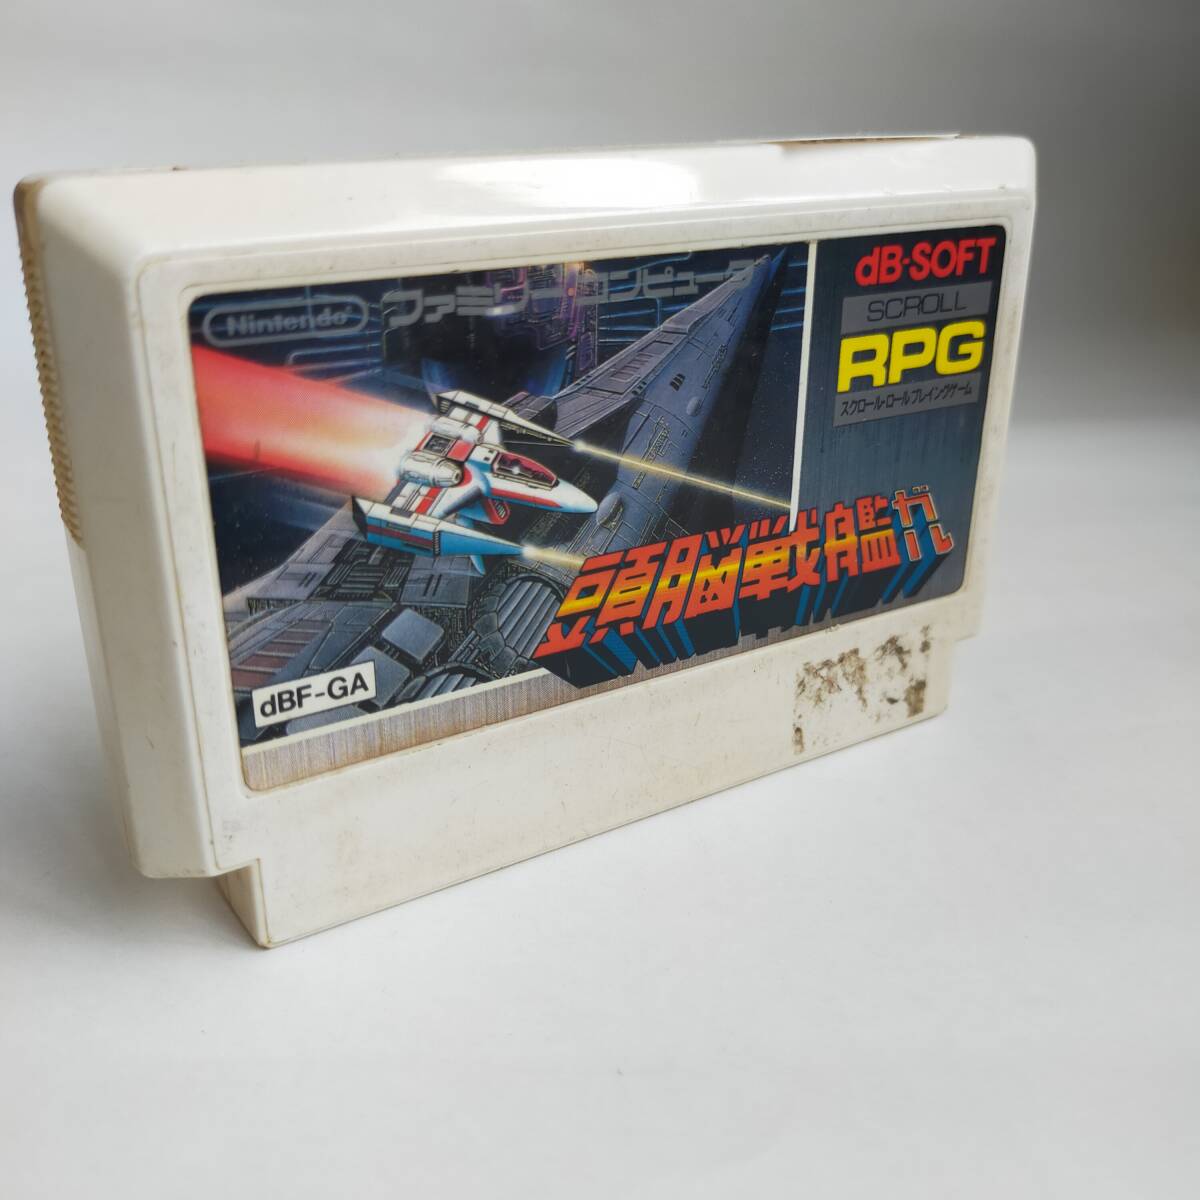 Nintendo ファミリーコンピュータ
dB-SOFT
SCROLL
RPG
スクロール・ロールプレイングゲーム
頭脳戦艦ガル
dBF-GA